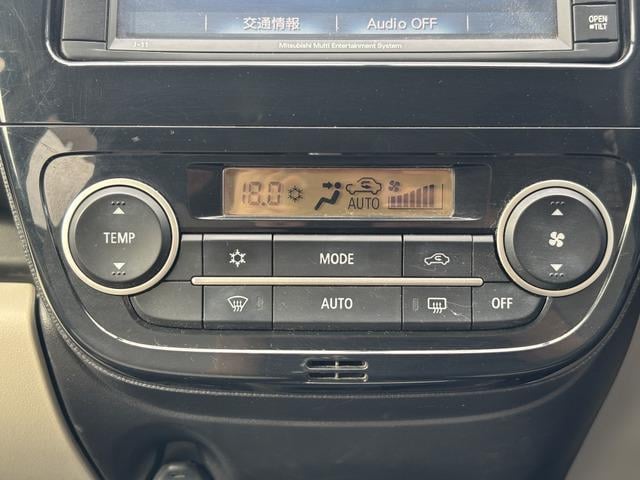 交通情報 Audio OFF
OPEN
TILT
J-11
Mitsubishi Multi Entertainment System
18.0 AUTO
TEMP
MODE
AUTO
OFF